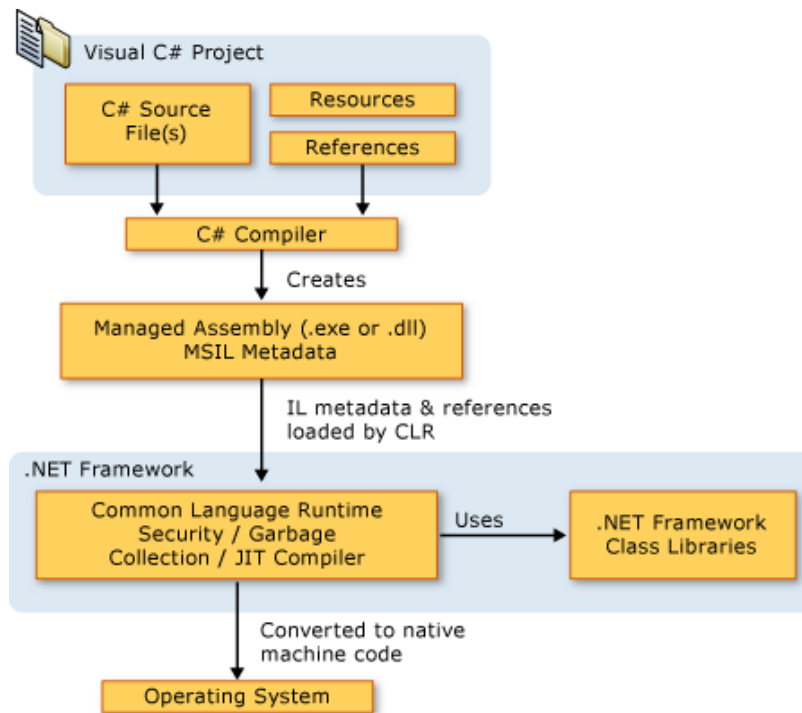 Visual C# Project
C# Source
File(s)
Resources
References
C# Compiler
Creates
Managed Assembly (.exe or .dll)
MSIL Metadata
IL metadata & references
loaded by CLR
.NET Framework
Common Language Runtime
Security / Garbage
Collection / JIT Compiler
Uses
.NET Framework
Class Libraries
Converted to native
machine code
Operating System